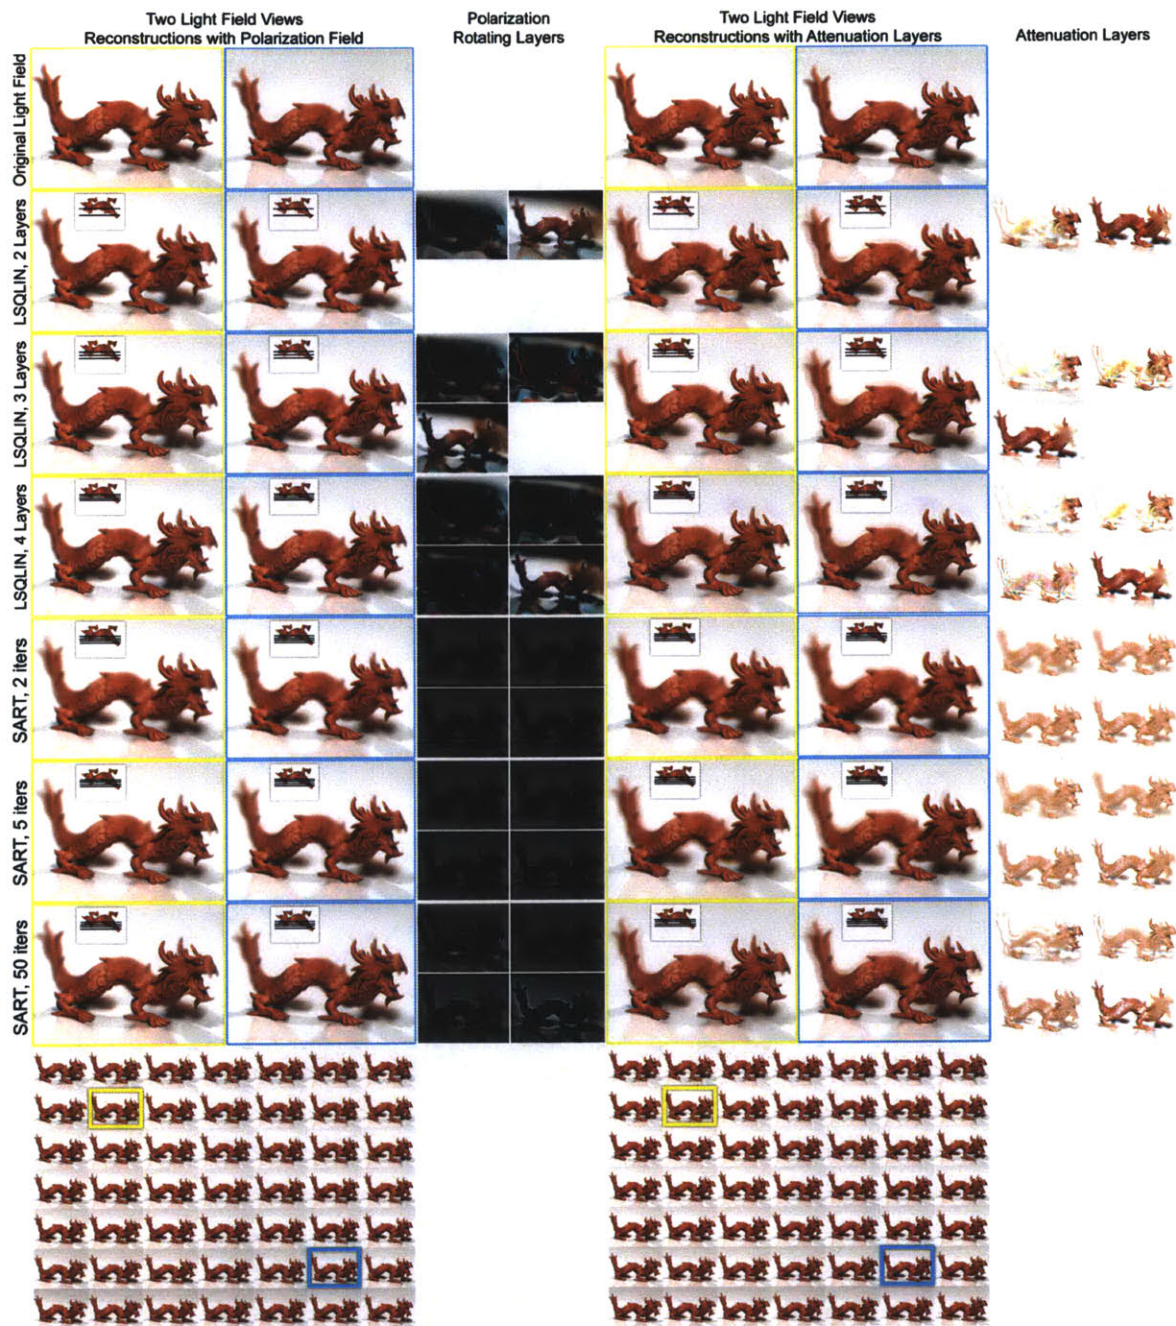 Two Light Field Views
Reconstructions with Polarization Field
Polarization
Rotating Layers
Two Light Field Views
Reconstructions with Attenuation Layers
Attenuation Layers
Original Light Field
LSQLIN, 2 Layers
LSQLIN, 3 Layers
LSQLIN, 4 Layers
SART, 2 iters
SART, 5 iters
SART, 50 iters